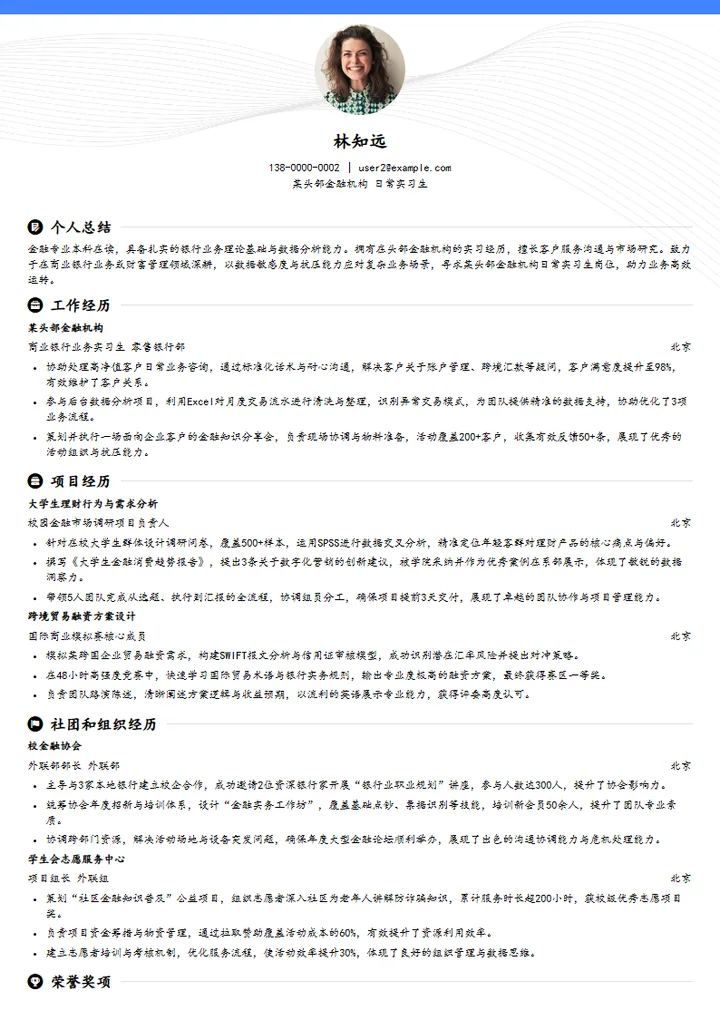 林知远
138-0000-0002 | user2@example.com
某头部金融机构 日常实习生
个人总结
金融专业本科在读，具备扎实的银行业务理论基础与数据分析能力。拥有在头部金融机构的实习经历，擅长客户服务沟通与市场研究。致力
于在商业银行业务或财富管理领域深耕，以数据敏感度与抗压能力应对复杂业务场景，寻求某头部金融机构日常实习生岗位，助力业务高效
运转。
工作经历
某头部金融机构
商业银行业务实习生 零售银行部 北京
• 协助处理高净值客户日常业务咨询，通过标准化话术与耐心沟通，解决客户关于账户管理、跨境汇款等疑问，客户满意度提升至98%，
有效维护了客户关系。
• 参与后台数据分析项目，利用Excel对月度交易流水进行清洗与整理，识别异常交易模式，为团队提供精准的数据支持，协助优化了3项
业务流程。
• 策划并执行一场面向企业客户的金融知识分享会，负责现场协调与物料准备，活动覆盖200+客户，收集有效反馈50+条，展现了优秀的
活动组织与抗压能力。
项目经历
大学生理财行为与需求分析
校园金融市场调研项目负责人 北京
• 针对在校大学生群体设计调研问卷，覆盖500+样本，运用SPSS进行数据交叉分析，精准定位年轻客群对理财产品的核心痛点与偏好。
• 撰写《大学生金融消费趋势报告》，提出3条关于数字化营销的创新建议，被学院采纳并作为优秀案例在系部展示，体现了敏锐的数据
洞察力。
• 带领5人团队完成从选题、执行到汇报的全流程，协调组员分工，确保项目提前3天交付，展现了卓越的团队协作与项目管理能力。
跨境贸易融资方案设计
国际商业模拟赛核心成员 北京
• 模拟某跨国企业贸易融资需求，构建SWIFT报文分析与信用证审核模型，成功识别潜在汇率风险并提出对冲策略。
• 在48小时高强度竞赛中，快速学习国际贸易术语与银行实务规则，输出专业度极高的融资方案，最终获得赛区一等奖。
• 负责团队路演陈述，清晰阐述方案逻辑与收益预期，以流利的英语展示专业能力，获得评委高度认可。
社团和组织经历
校金融协会
外联部部长 外联部 北京
• 主导与3家本地银行建立校企合作，成功邀请2位资深银行家开展“银行业职业规划”讲座，参与人数达300人，提升了协会影响力。
• 统筹协会年度招新与培训体系，设计“金融实务工作坊”，覆盖基础点钞、票据识别等技能，培训新会员50余人，提升了团队专业素
质。
• 协调跨部门资源，解决活动场地与设备突发问题，确保年度大型金融论坛顺利举办，展现了出色的沟通协调能力与危机处理能力。
学生会志愿服务中心
项目组长 外联组 北京
• 策划“社区金融知识普及”公益项目，组织志愿者深入社区为老年人讲解防诈骗知识，累计服务时长超200小时，获校级优秀志愿项目
奖。
• 负责项目资金筹措与物资管理，通过拉取赞助覆盖活动成本的60%，有效提升了资源利用效率。
• 建立志愿者培训与考核机制，优化服务流程，使活动效率提升30%，体现了良好的组织管理与数据思维。
荣誉奖项